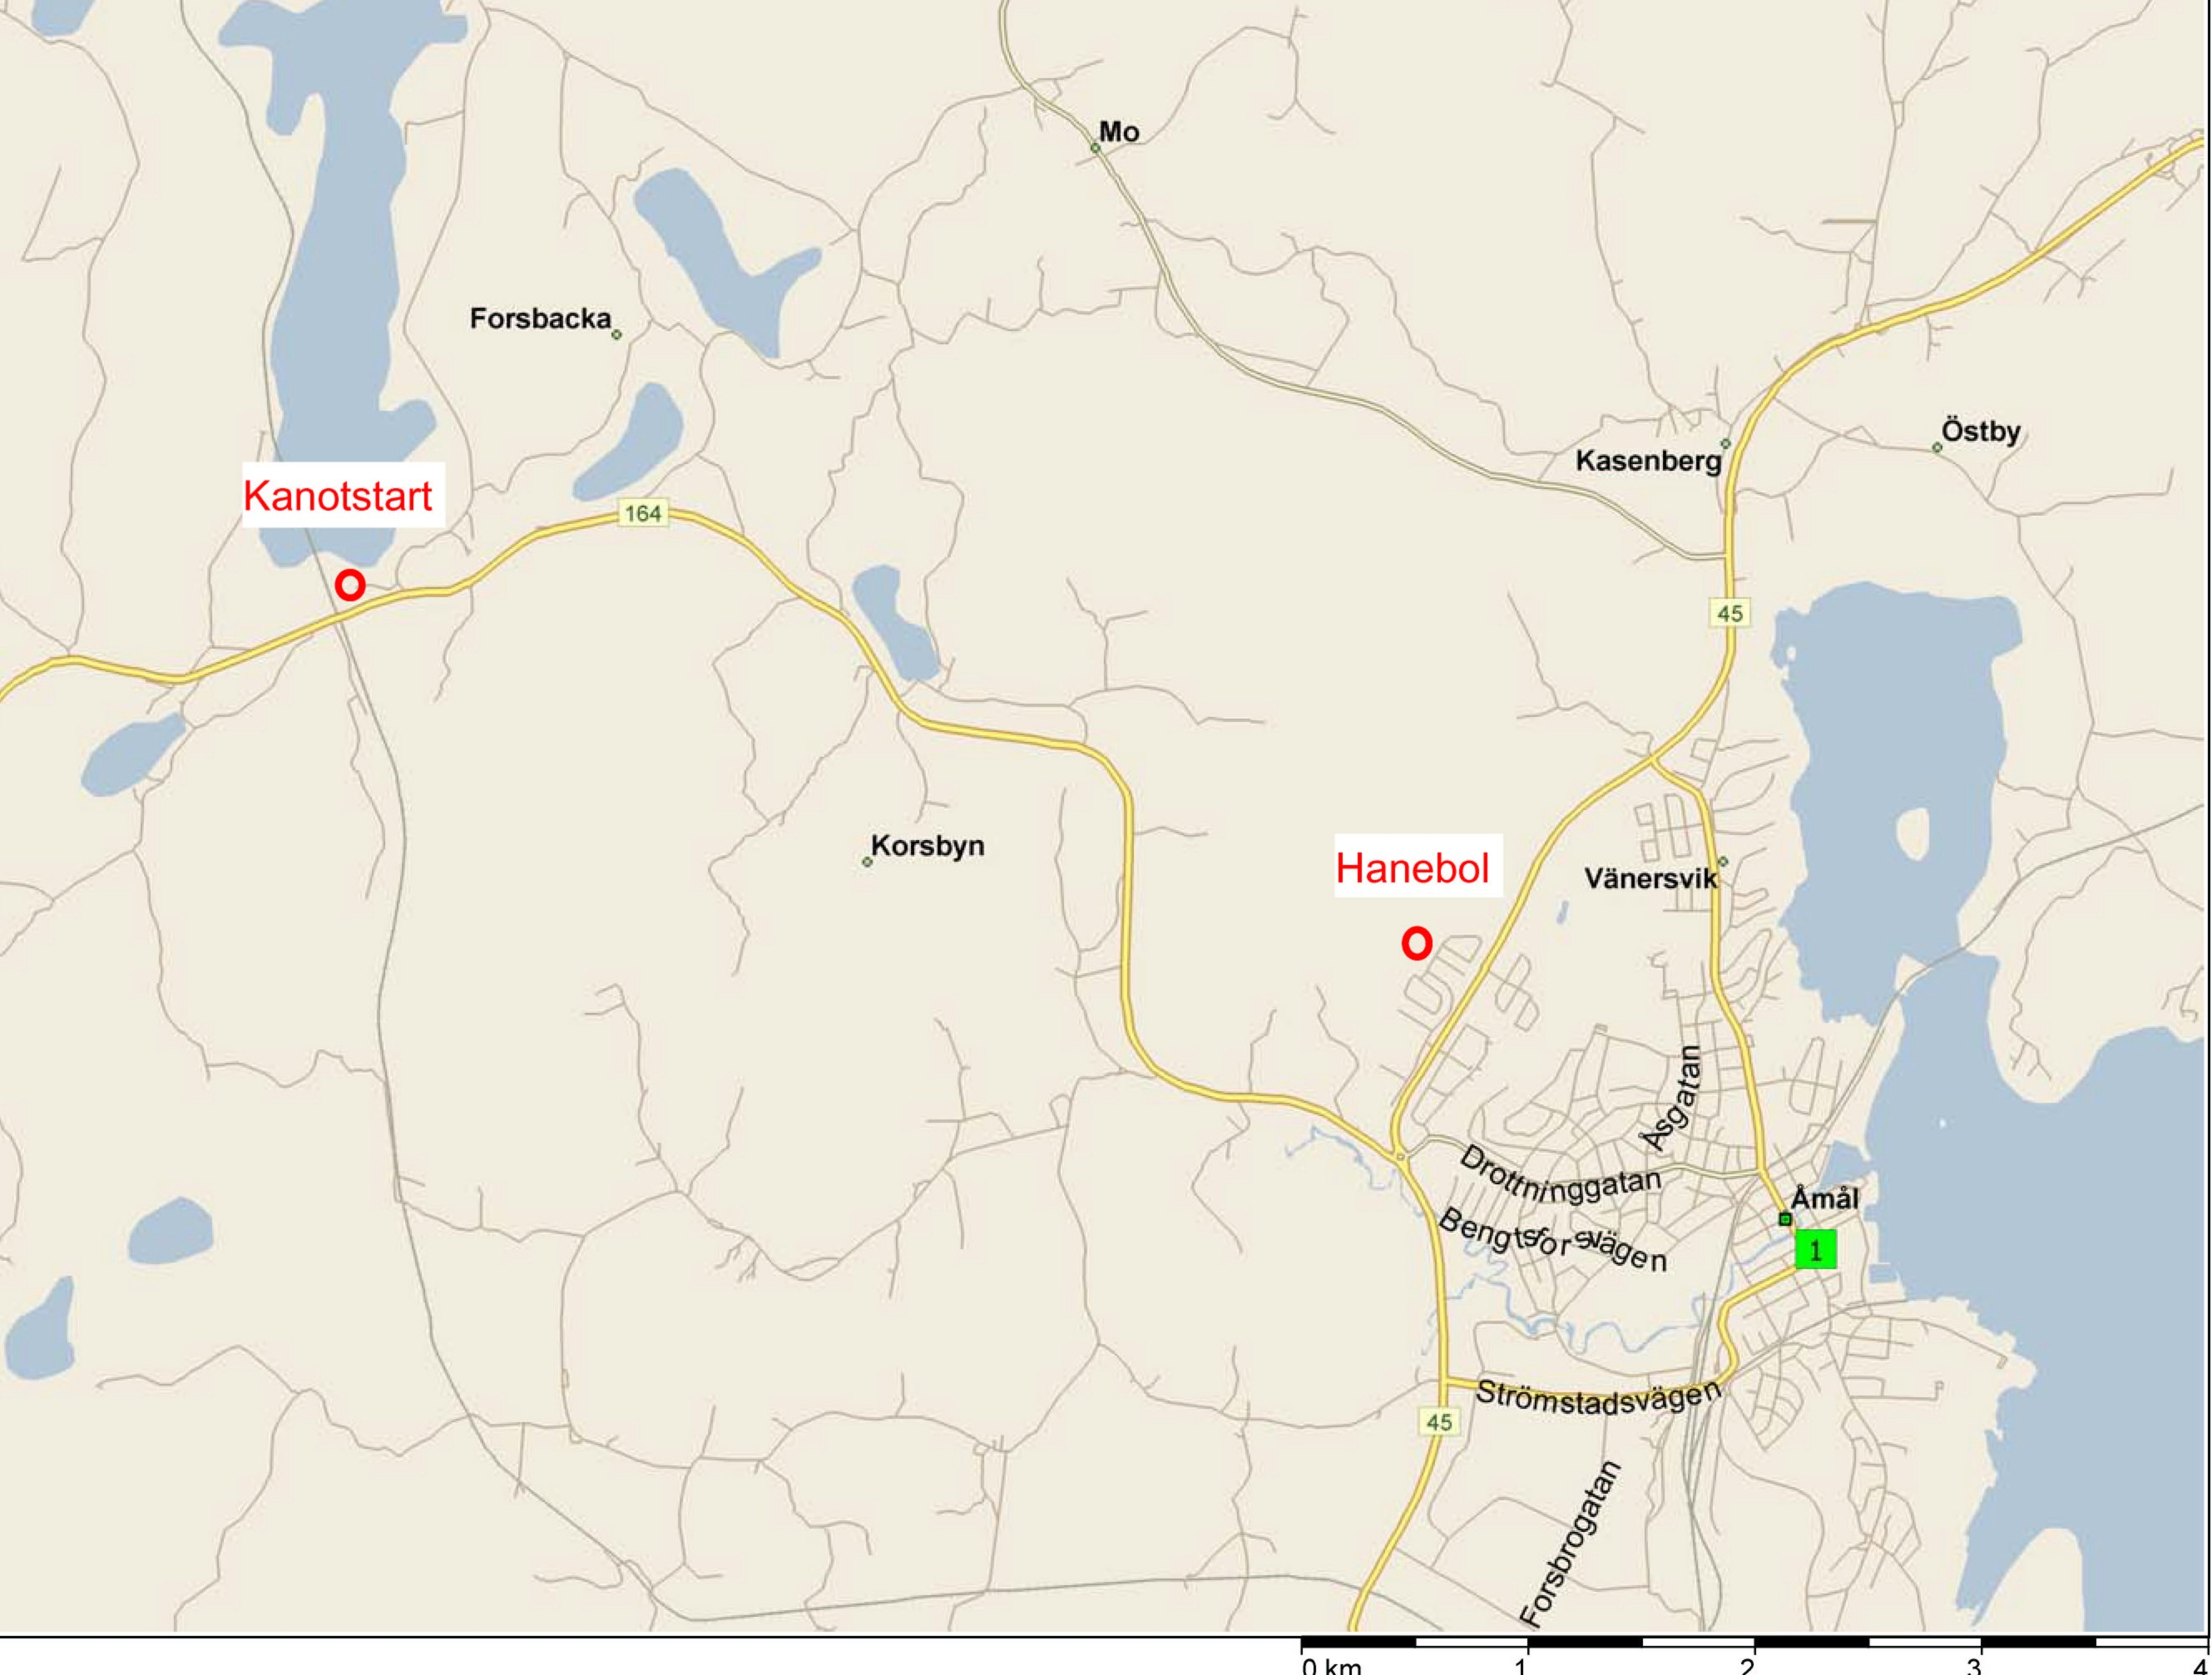 Mo
Forsbacka
Östby
Kasenberg
Kanotstart
164
45
Korsbyn
Hanebol
Vänersvik
Åsgatan
Drottninggatan
Åmål
Bengtsforsvägen
1
Strömstadsvägen
45
Forsbrogatan
0 km 1 2 3 4